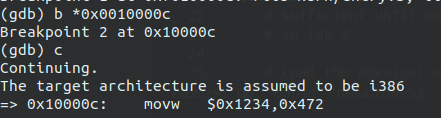 (gdb) b *0x0010000c
Breakpoint 2 at 0x10000c
(gdb) c
Continuing.
The target architecture is assumed to be i386
=> 0x10000c:    movw   $0x1234,0x472